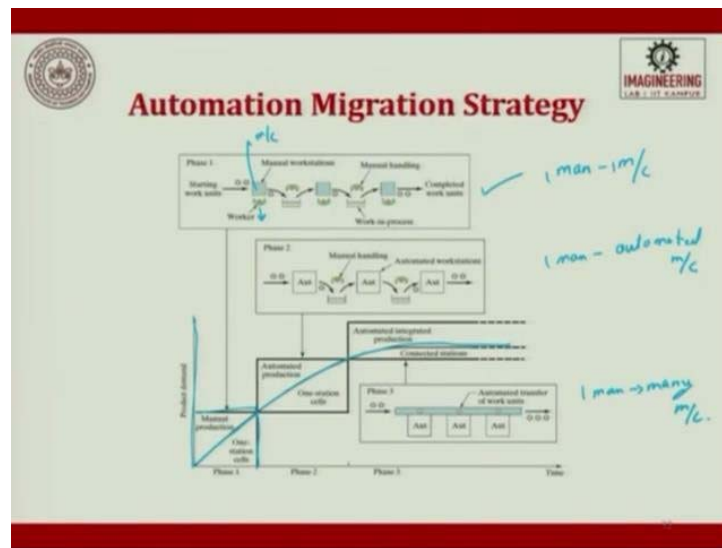 IMAGINEERING
LAB | IIT KANPUR
Automation Migration Strategy
m/c
Phase 1
Manual workstations
Manual handling
Starting work units
Completed work units
Worker
Work-in-process
1 man - 1 m/c
Phase 2
Manual handling
Automated workstations
Aut
Aut
Aut
1 man - automated m/c
Product demand
Automated integrated production
Connected stations
Automated production
One-station cells
Manual production
One-station cells
Phase 3
Automated transfer of work units
Aut
Aut
Aut
1 man → many m/c.
Phase 1
Phase 2
Phase 3
Time